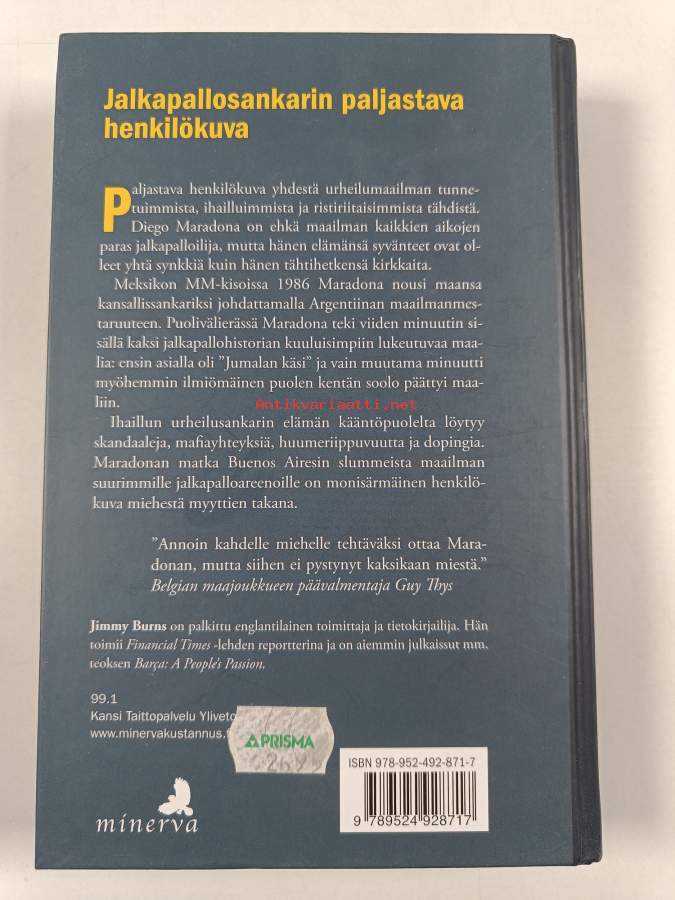 Jalkapallosankarin paljastava
henkilökuva
Paljastava henkilökuva yhdestä urheilumaailman tunne-
tuimmista, ihailluimmista ja ristiriitaisimmista tähdistä.
Diego Maradona on ehkä maailman kaikkien aikojen
paras jalkapalloilija, mutta hänen elämänsä syvänteet ovat ol-
leet yhtä synkkiä kuin hänen tähtihetkensä kirkkaita.
Meksikon MM-kisoissa 1986 Maradona nousi maansa
kansallissankariksi johdattamalla Argentiinan maailmanmes-
taruuteen. Puolivälierässä Maradona teki viiden minuutin si-
sällä kaksi jalkapallohistorian kuuluisimpiin lukeutuvaa maa-
lia: ensin asialla oli "Jumalan käsi" ja vain muutama minuutti
myöhemmin ilmiömäinen puolen kentän soolo päättyi maa-
liin.
Antikvariaatti.net
Ihaillun urheilusankarin elämän kääntöpuolelta löytyy
skandaaleja, mafiayhteyksiä, huumeriippuvuutta ja dopingia.
Maradonan matka Buenos Airesin slummeista maailman
suurimmille jalkapalloareenoille on monisärmäinen henkilö-
kuva miehestä myyttien takana.
"Annoin kahdelle miehelle tehtäväksi ottaa Mara-
donan, mutta siihen ei pystynyt kaksikaan miestä."
Belgian maajoukkueen päävalmentaja Guy Thys
Jimmy Burns on palkittu englantilainen toimittaja ja tietokirjailija. Hän
toimii Financial Times -lehden reportterina ja on aiemmin julkaissut mm.
teoksen Barça: A People's Passion.
99.1
Kansi Taittopalvelu Yliveto
www.minervakustannus.
PRISMA
minerva
ISBN 978-952-492-871-7
9 789524 928717